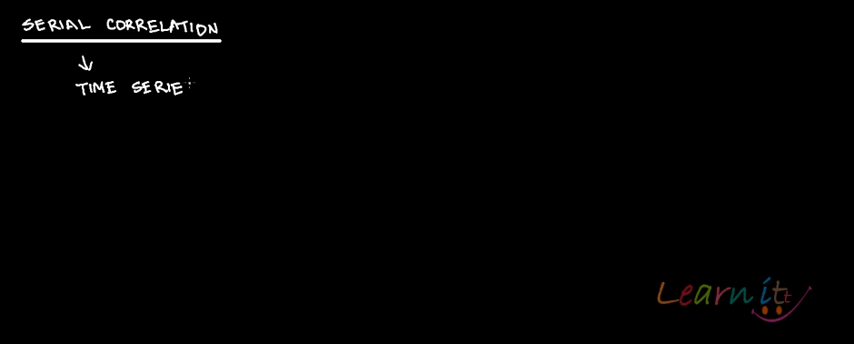 SERIAL CORRELATION
↓
TIME SERIE
Learnitt